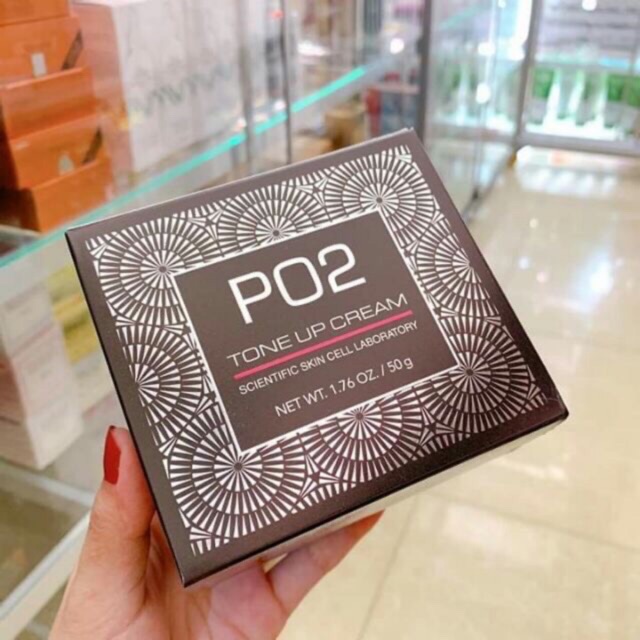 PO2
TONE UP CREAM
SCIENTIFIC SKIN CELL LABORATORY
NET WT. 1.76 OZ. / 50 g